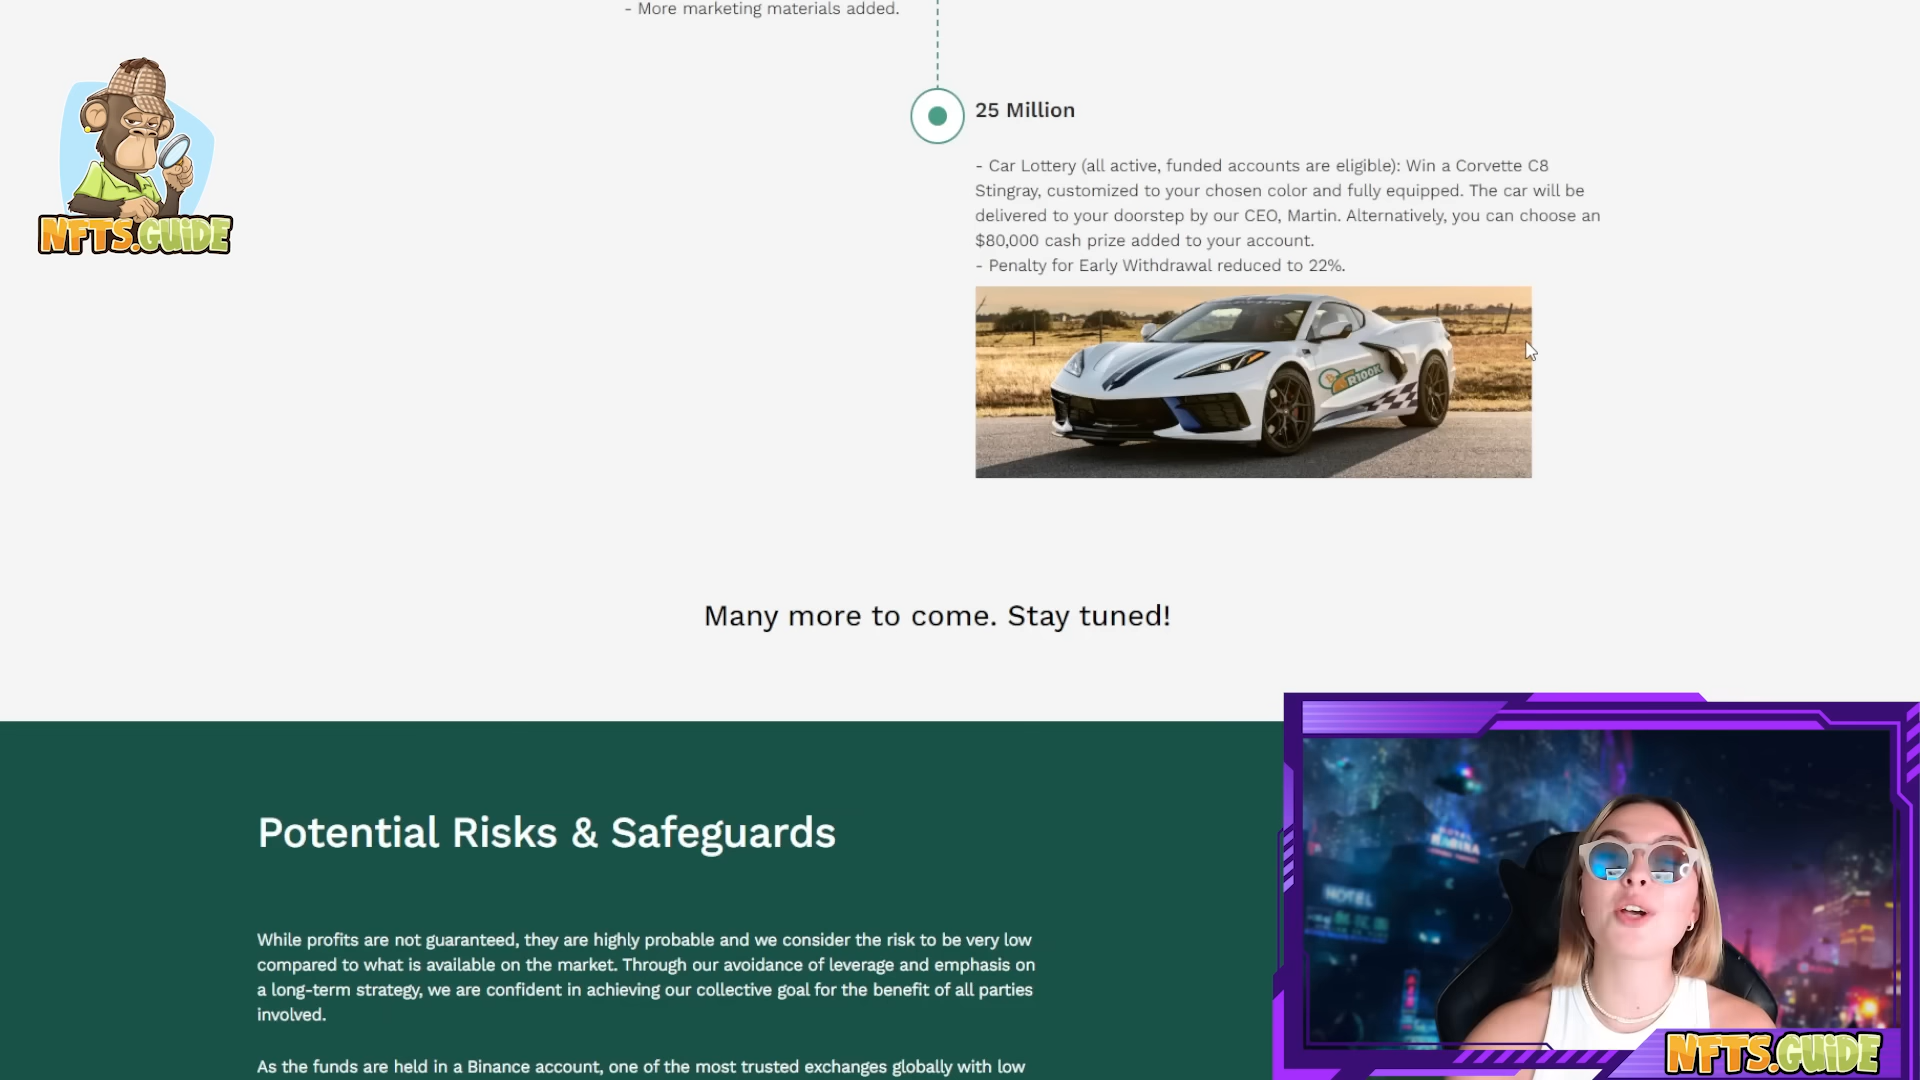 - More marketing materials added.
25 Million
- Car Lottery (all active, funded accounts are eligible): Win a Corvette C8
Stingray, customized to your chosen color and fully equipped. The car will be
delivered to your doorstep by our CEO, Martin. Alternatively, you can choose an
$80,000 cash prize added to your account.
- Penalty for Early Withdrawal reduced to 22%.
NFTS.GUiDE
R100K
Many more to come. Stay tuned!
Potential Risks & Safeguards
While profits are not guaranteed, they are highly probable and we consider the risk to be very low
compared to what is available on the market. Through our avoidance of leverage and emphasis on
a long-term strategy, we are confident in achieving our collective goal for the benefit of all parties
involved.
As the funds are held in a Binance account, one of the most trusted exchanges globally with low
HOTEL
NFTS.GUiDE